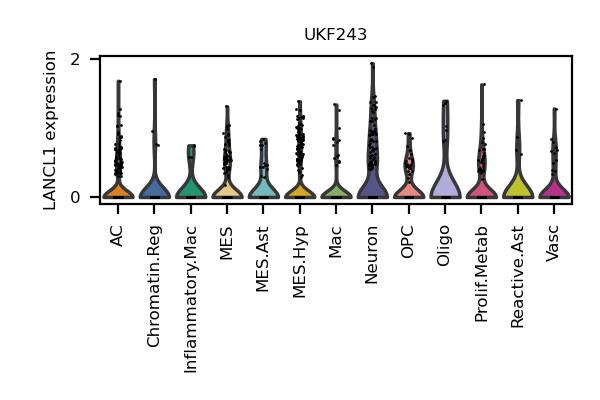 UKF243
LANCL1 expression
2
0
AC
Chromatin.Reg
Inflammatory.Mac
MES
MES.Ast
MES.Hyp
Mac
Neuron
OPC
Oligo
Prolif.Metab
Reactive.Ast
Vasc